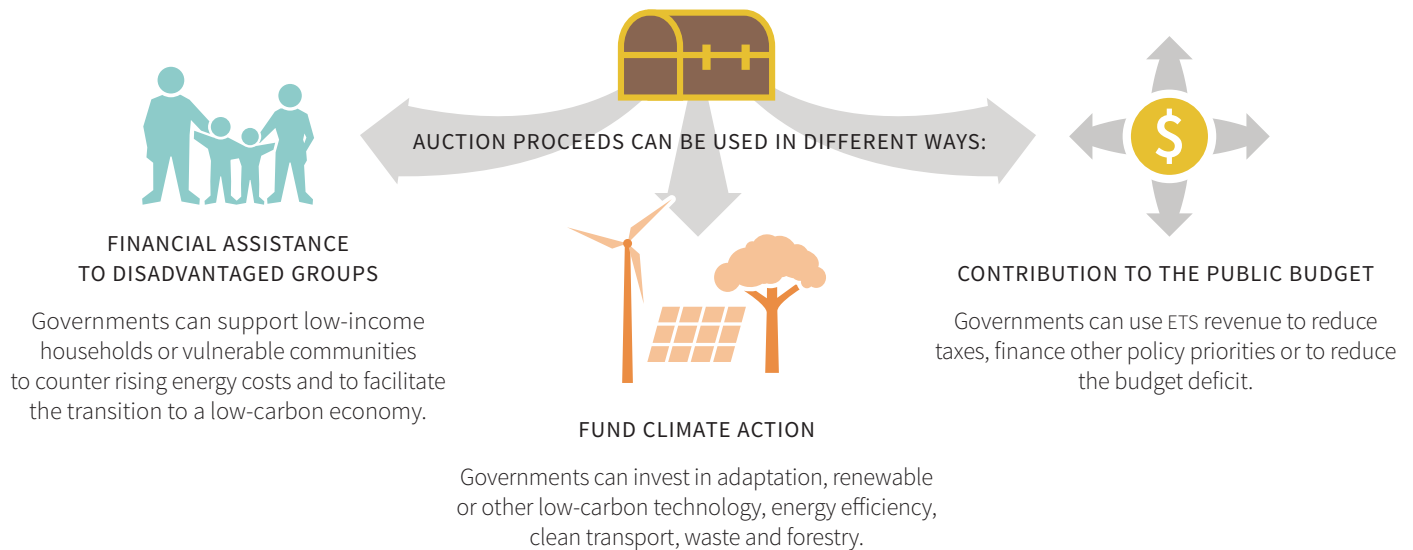 AUCTION PROCEEDS CAN BE USED IN DIFFERENT WAYS:
$
FINANCIAL ASSISTANCE
TO DISADVANTAGED GROUPS
Governments can support low-income
households or vulnerable communities
to counter rising energy costs and to facilitate
the transition to a low-carbon economy.
FUND CLIMATE ACTION
Governments can invest in adaptation, renewable
or other low-carbon technology, energy efficiency,
clean transport, waste and forestry.
CONTRIBUTION TO THE PUBLIC BUDGET
Governments can use ETS revenue to reduce
taxes, finance other policy priorities or to reduce
the budget deficit.